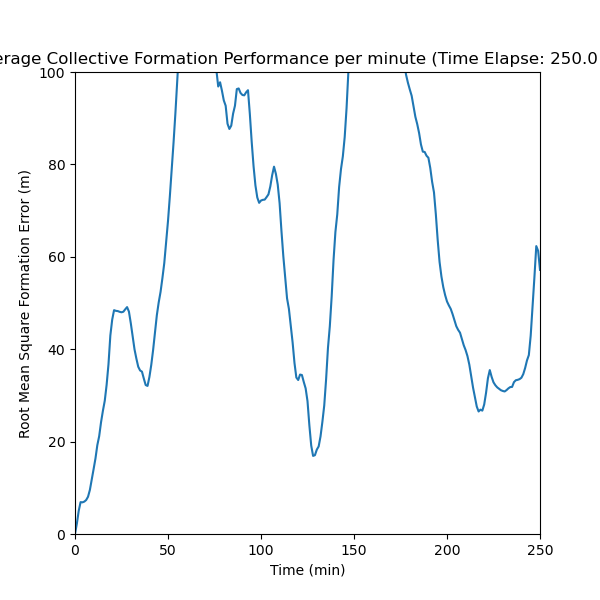 erage Collective Formation Performance per minute (Time Elapse: 250.0
100
80
60
40
20
0
Root Mean Square Formation Error (m)
0 50 100 150 200 250
Time (min)